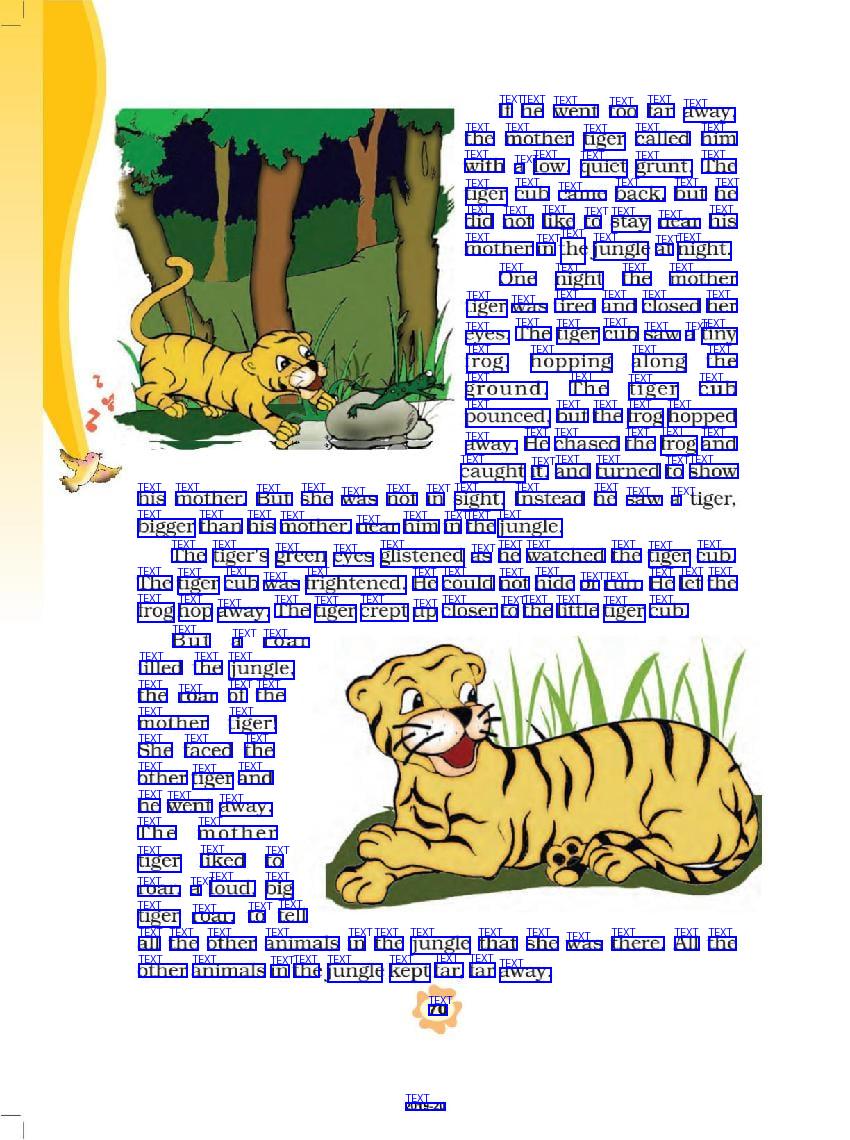 If he went too far away,
the mother tiger called him
with a low, quiet grunt. The
tiger cub came back, but he
did not like to stay near his
mother in the jungle at night.
One night the mother
tiger was tired and closed her
eyes. The tiger cub saw a tiny
frog, hopping along the
ground. The tiger cub
pounced, but the frog hopped
away. He chased the frog and
caught it, and turned to show
his mother. But she was not in sight. Instead he saw a tiger,
bigger than his mother, near him in the jungle.
The tiger's green eyes glistened as he watched the tiger cub.
The tiger cub was frightened. He could not hide or run. He let the
frog hop away. The tiger crept up closer to the little tiger cub.
But a roar
filled the jungle,
the roar of the
mother tiger!
She faced the
other tiger and
he went away.
The mother
tiger liked to
roar, a loud, big
tiger roar, to tell
all the other animals in the jungle that she was there. All the
other animals in the jungle kept far, far away.
70
2019-20